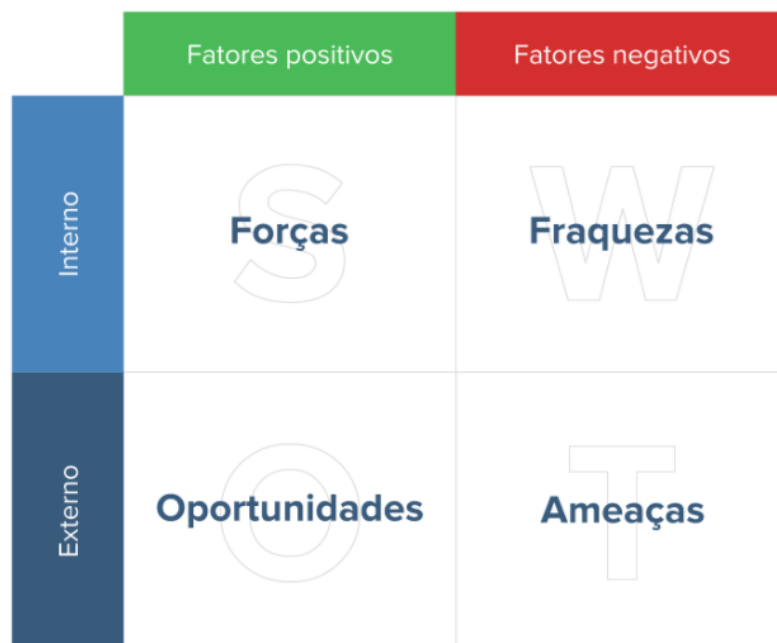 Fatores positivos
Fatores negativos
Interno
S
Forças
W
Fraquezas
Externo
O
Oportunidades
T
Ameaças